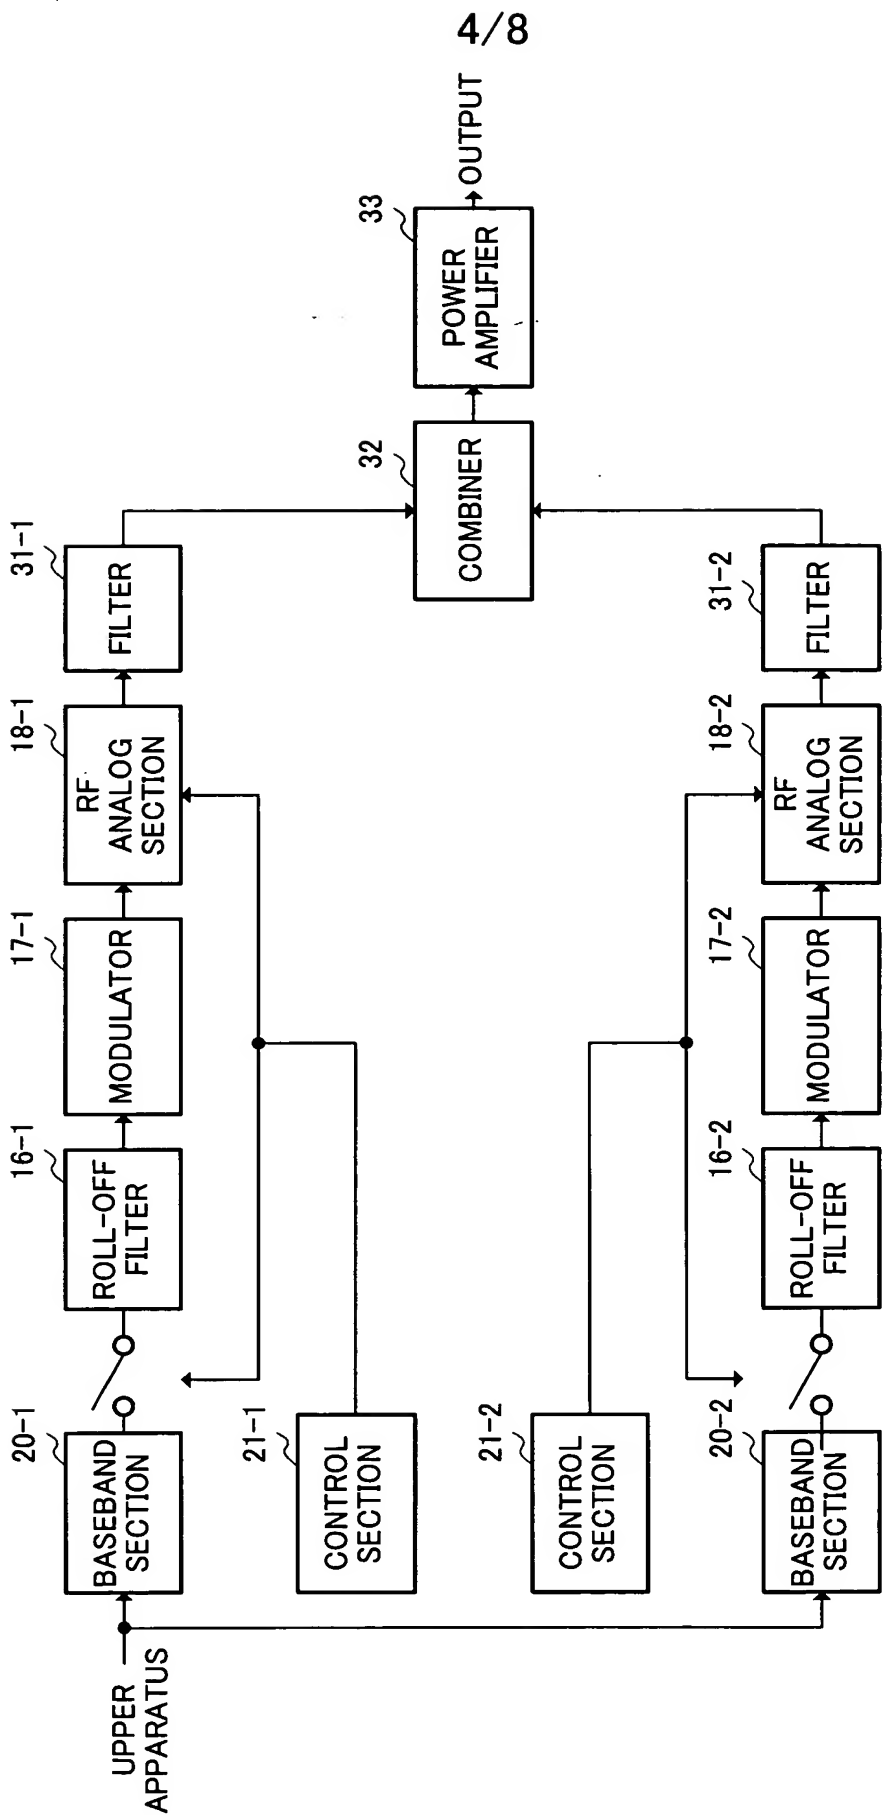 4/8
UPPER
APPARATUS
20-1
BASEBAND
SECTION
16-1
ROLL-OFF
FILTER
17-1
MODULATOR
18-1
RF
ANALOG
SECTION
31-1
FILTER
21-1
CONTROL
SECTION
32
COMBINER
33
POWER
AMPLIFIER
OUTPUT
21-2
CONTROL
SECTION
20-2
BASEBAND
SECTION
16-2
ROLL-OFF
FILTER
17-2
MODULATOR
18-2
RF
ANALOG
SECTION
31-2
FILTER